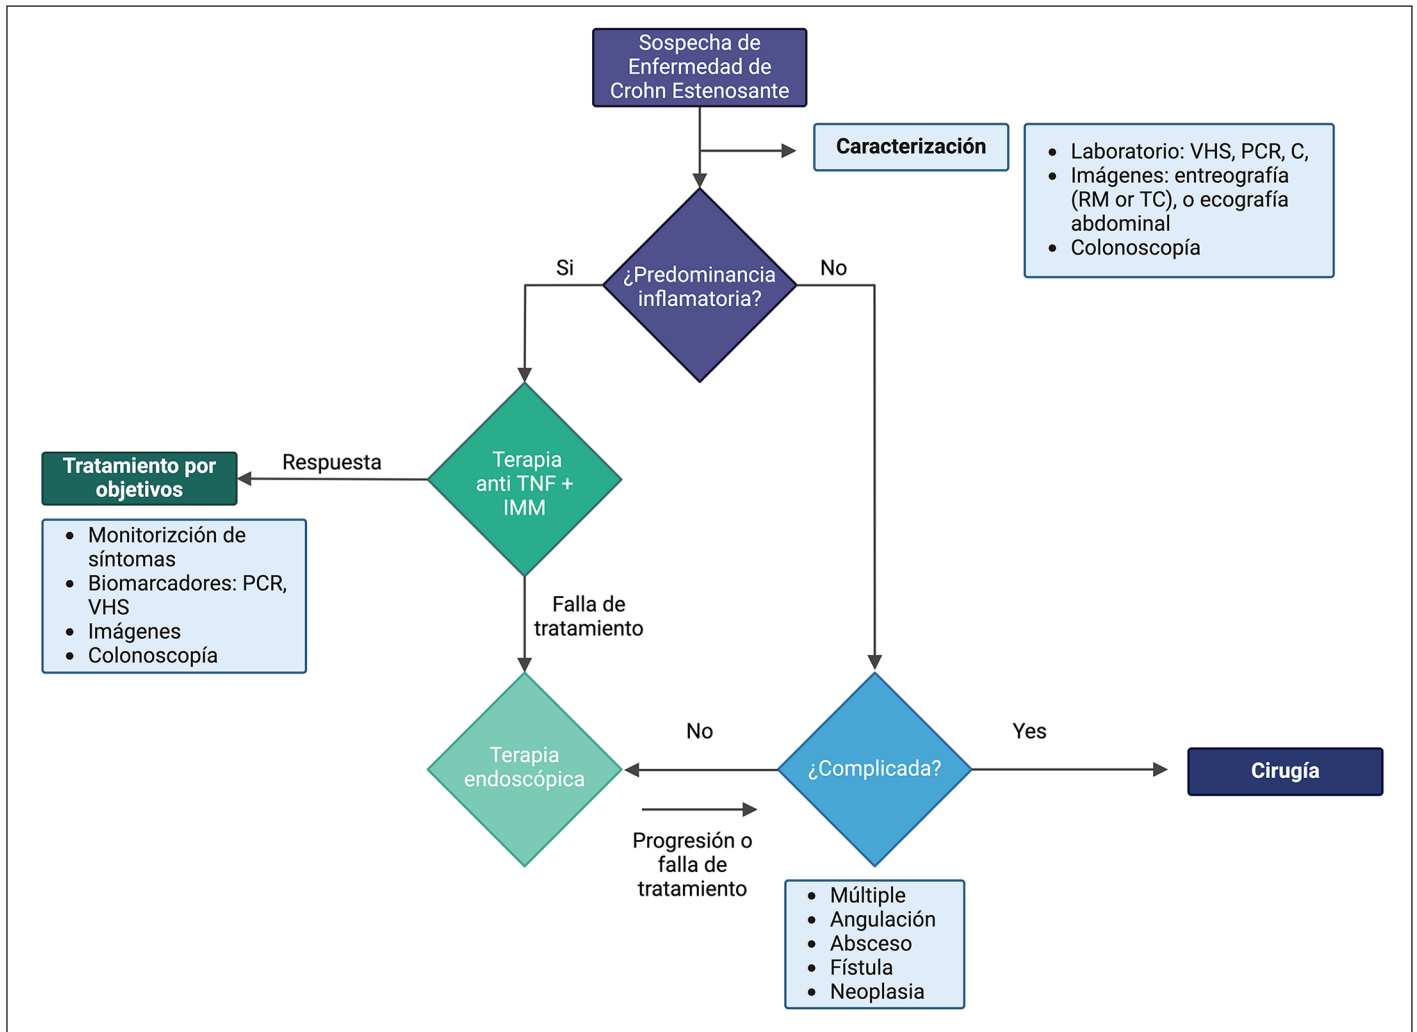 Sospecha de
Enfermedad de
Crohn Estenosante
Caracterización
• Laboratorio: VHS, PCR, C,
• Imágenes: entreografía
(RM or TC), o ecografía
abdominal
• Colonoscopía
¿Predominancia
inflamatoria?
Si
No
Terapia
anti TNF +
IMM
Respuesta
Tratamiento por
objetivos
• Monitorizción de
síntomas
• Biomarcadores: PCR,
VHS
• Imágenes
• Colonoscopía
Falla de
tratamiento
Terapia
endoscópica
No
¿Complicada?
Yes
Cirugía
Progresión o
falla de
tratamiento
• Múltiple
• Angulación
• Absceso
• Fístula
• Neoplasia